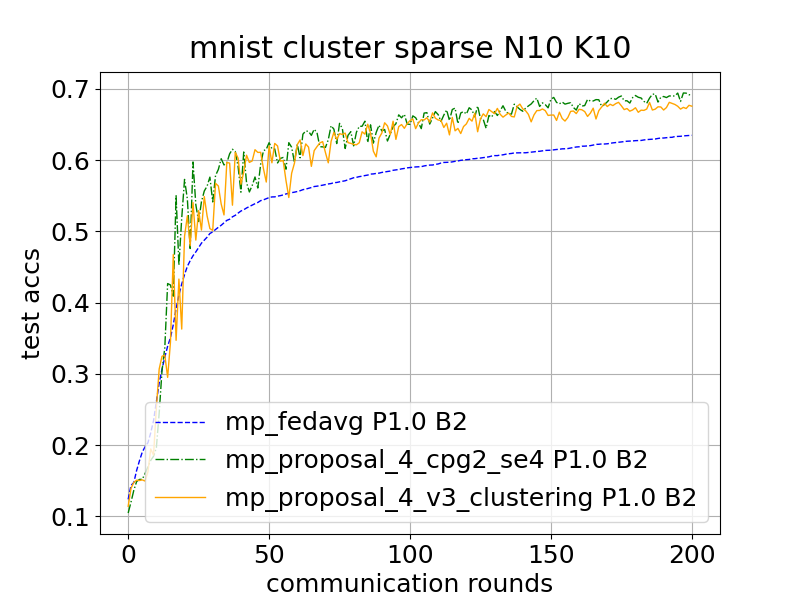 mnist cluster sparse N10 K10
test accs
0.7
0.6
0.5
0.4
0.3
0.2
0.1
mp_fedavg P1.0 B2
mp_proposal_4_cpg2_se4 P1.0 B2
mp_proposal_4_v3_clustering P1.0 B2
0 50 100 150 200
communication rounds